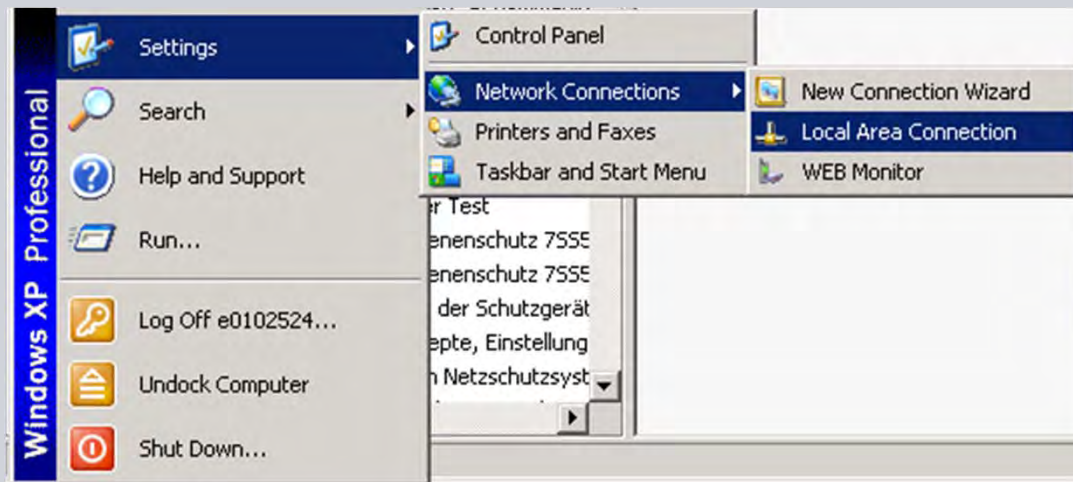 Windows XP Professional
Settings
Search
Help and Support
Run...
Log Off e0102524...
Undock Computer
Shut Down...
Control Panel
Network Connections
Printers and Faxes
Taskbar and Start Menu
New Connection Wizard
Local Area Connection
WEB Monitor
er Test
enenschutz 7SS5
enenschutz 7SS5
der Schutzgerät
epte, Einstellung
n Netzschutzsyst